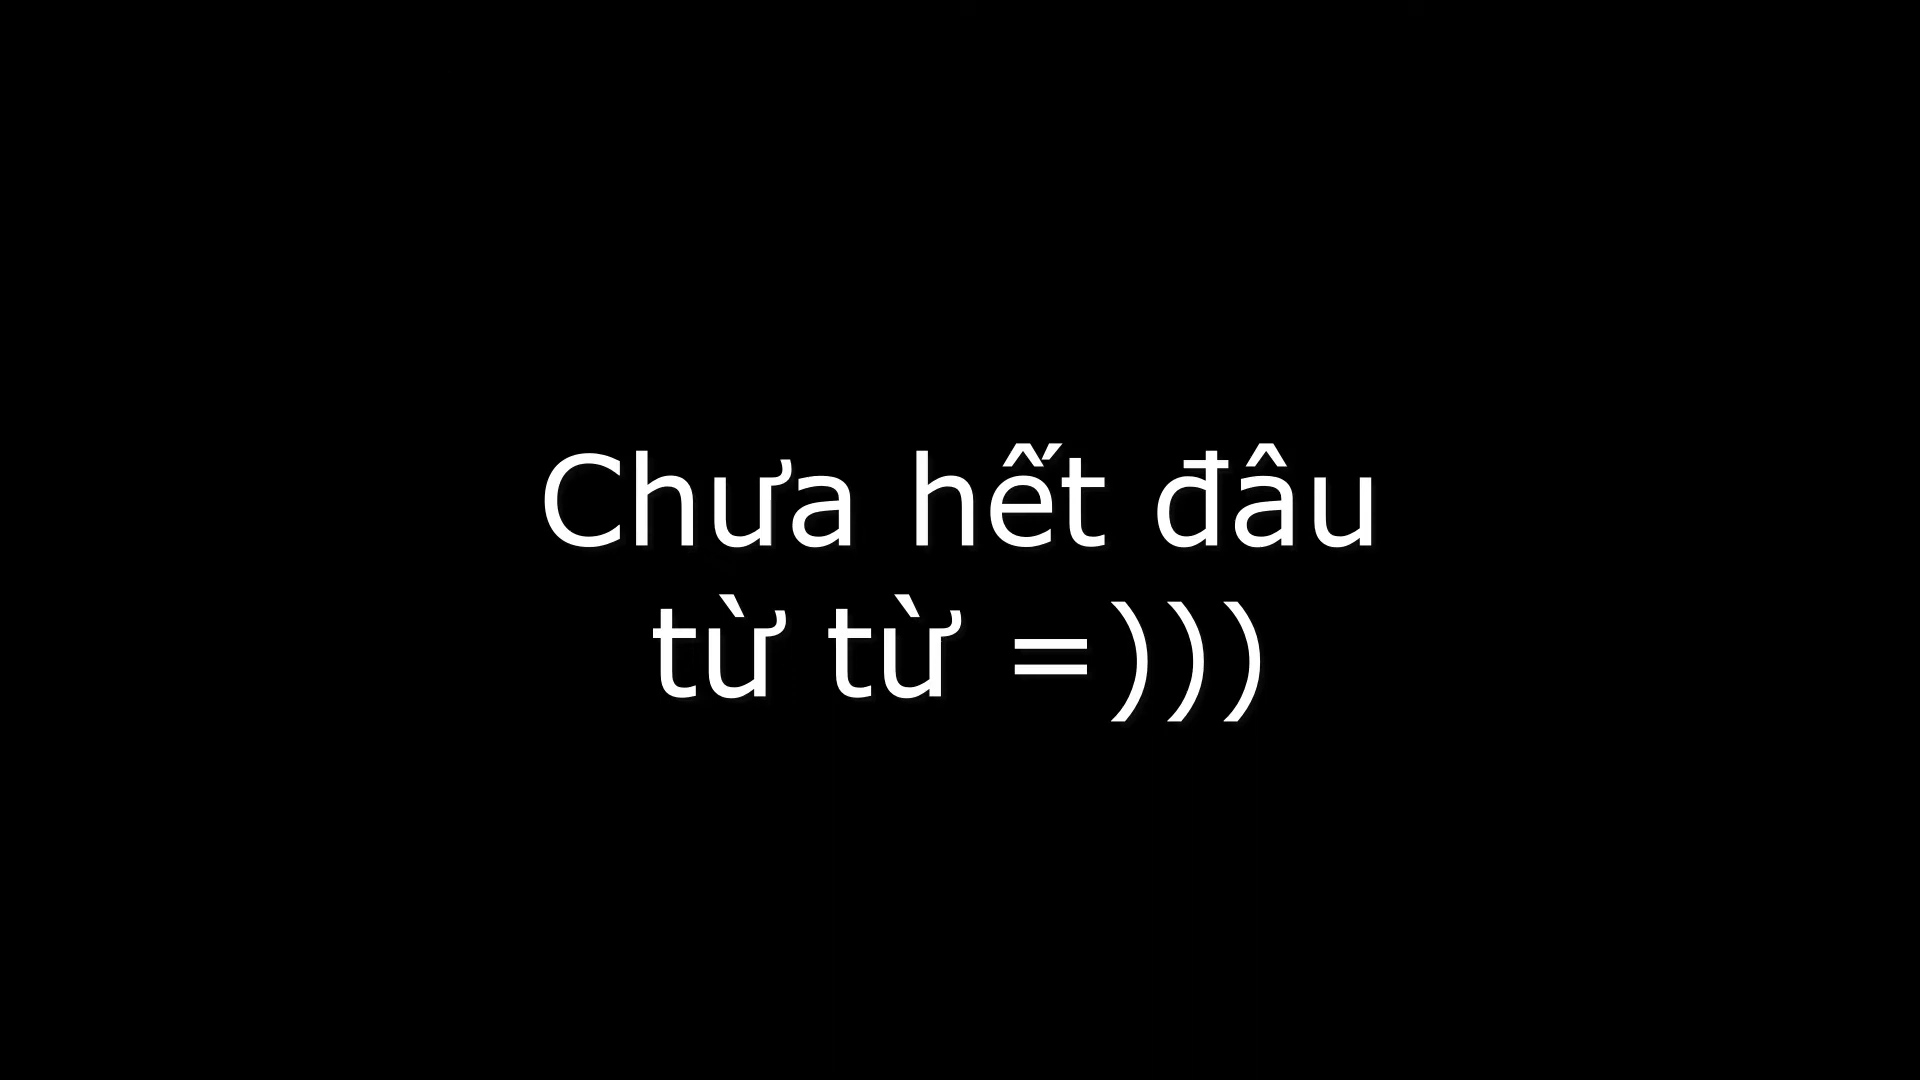 Chưa hết đâu
từ từ =)))